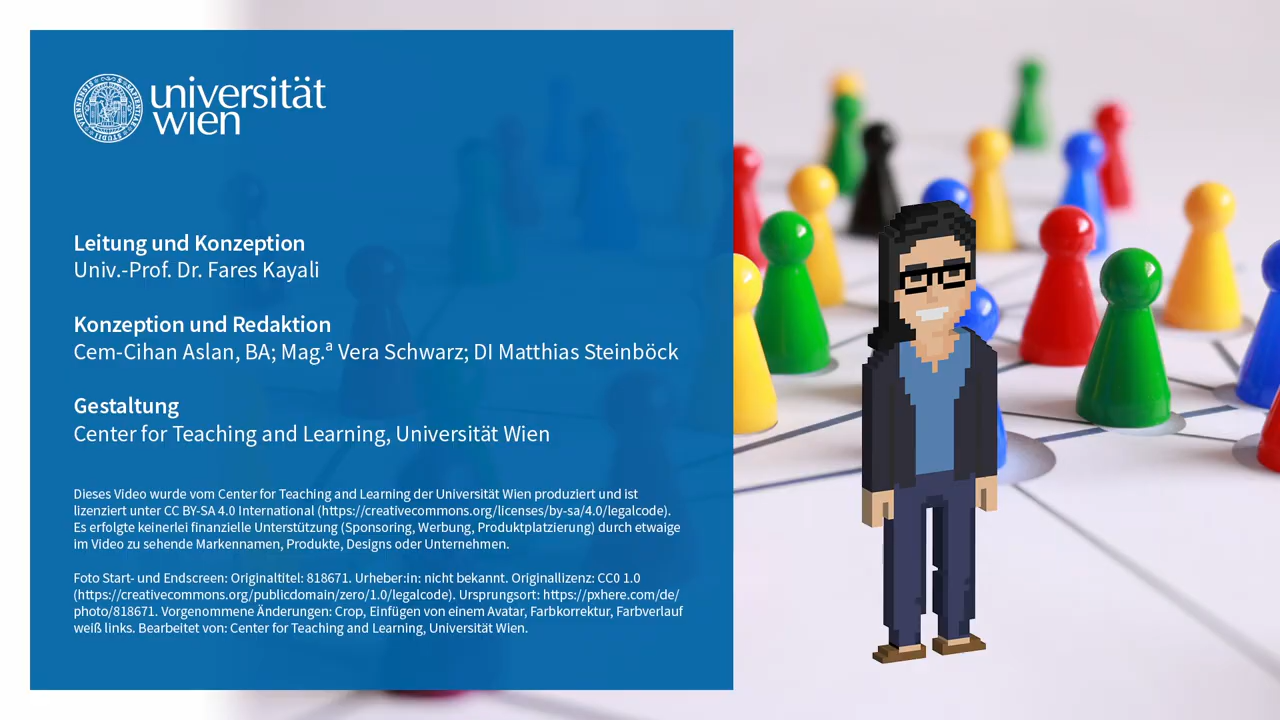 universität
wien
Leitung und Konzeption
Univ.-Prof. Dr. Fares Kayali
Konzeption und Redaktion
Cem-Cihan Aslan, BA; Mag.ª Vera Schwarz; DI Matthias Steinböck
Gestaltung
Center for Teaching and Learning, Universität Wien
Dieses Video wurde vom Center for Teaching and Learning der Universität Wien produziert und ist
lizenziert unter CC BY-SA 4.0 International (https://creativecommons.org/licenses/by-sa/4.0/legalcode).
Es erfolgte keinerlei finanzielle Unterstützung (Sponsoring, Werbung, Produktplatzierung) durch etwaige
im Video zu sehende Markennamen, Produkte, Designs oder Unternehmen.
Foto Start- und Endscreen: Originaltitel: 818671. Urheber:in: nicht bekannt. Originallizenz: CC0 1.0
(https://creativecommons.org/publicdomain/zero/1.0/legalcode). Ursprungsort: https://pxhere.com/de/
photo/818671. Vorgenommene Änderungen: Crop, Einfügen von einem Avatar, Farbkorrektur, Farbverlauf
weiß links. Bearbeitet von: Center for Teaching and Learning, Universität Wien.